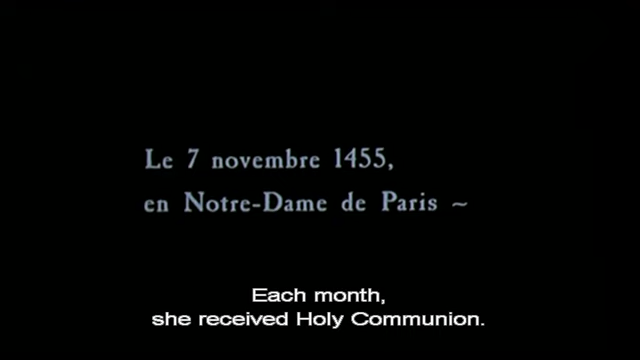 Le 7 novembre 1455,
en Notre-Dame de Paris ~
Each month,
she received Holy Communion.